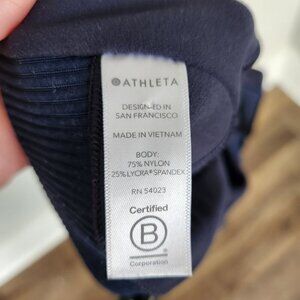 ATHLETA
DESIGNED IN
SAN FRANCISCO
MADE IN VIETNAM
BODY:
75% NYLON
25% LYCRA® SPANDEX
RN 54023
Certified
B
Corporation